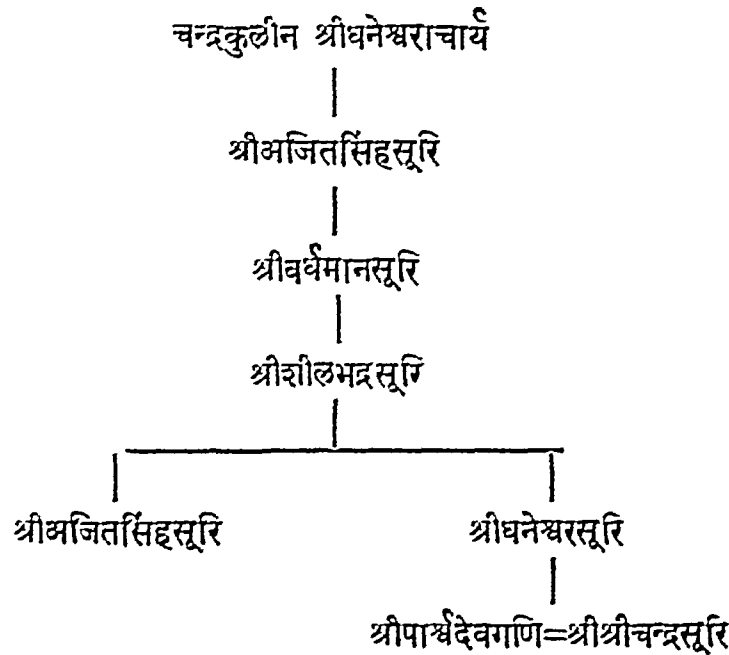 चन्द्रकुलीन श्रीधनेश्वराचार्य
श्रीअजितसिंहसूरि
श्रीवर्धमानसूरि
श्रीशीलभद्रसूरि
श्रीअजितसिंहसूरि श्रीधनेश्वरसूरि
श्रीपार्श्वदेवगणि=श्रीश्रीचन्द्रसूरि